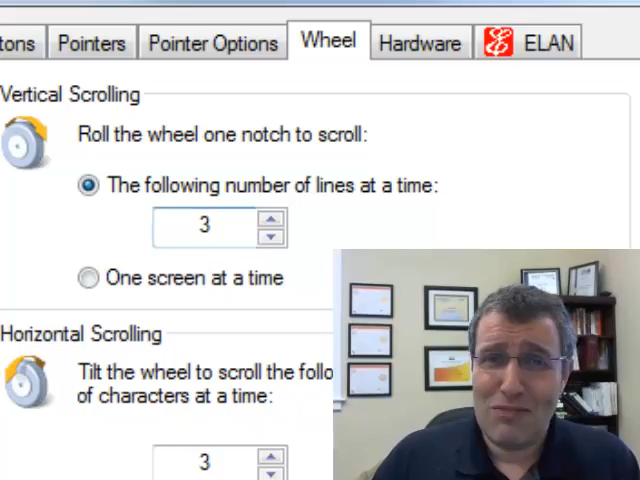 tons
Pointers
Pointer Options
Wheel
Hardware
ELAN
Vertical Scrolling
Roll the wheel one notch to scroll:
The following number of lines at a time:
3
One screen at a time
Horizontal Scrolling
Tilt the wheel to scroll the follo
of characters at a time:
3